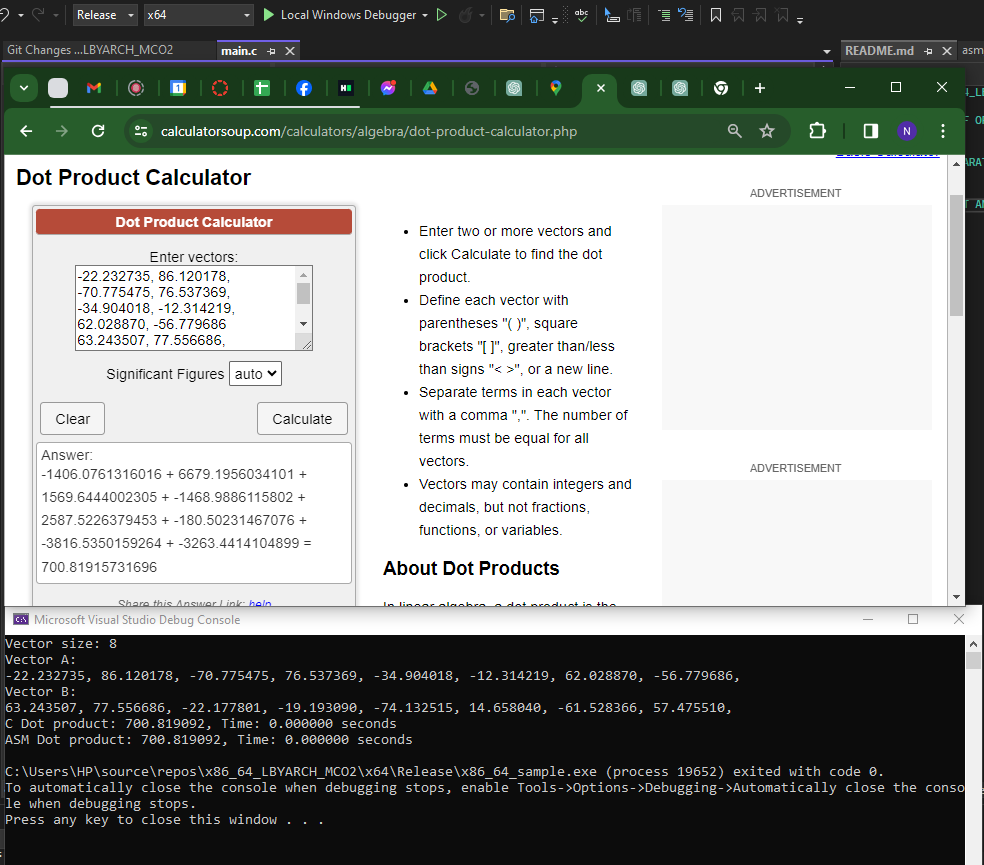 Release x64 Local Windows Debugger
Git Changes ...LBYARCH_MCO2 main.c README.md asm
calculatorsoup.com/calculators/algebra/dot-product-calculator.php N
Dot Product Calculator
Dot Product Calculator
Enter vectors:
-22.232735, 86.120178,
-70.775475, 76.537369,
-34.904018, -12.314219,
62.028870, -56.779686
63.243507, 77.556686,
Significant Figures auto
Clear Calculate
Answer:
-1406.0761316016 + 6679.1956034101 +
1569.6444002305 + -1468.9886115802 +
2587.5226379453 + -180.50231467076 +
-3816.5350159264 + -3263.4414104899 =
700.81915731696
Share this Answer Link: help
• Enter two or more vectors and
click Calculate to find the dot
product.
• Define each vector with
parentheses "( )", square
brackets "[ ]", greater than/less
than signs "< >", or a new line.
• Separate terms in each vector
with a comma ",". The number of
terms must be equal for all
vectors.
• Vectors may contain integers and
decimals, but not fractions,
functions, or variables.
About Dot Products
In linear algebra, a dot product is the
ADVERTISEMENT
ADVERTISEMENT
Microsoft Visual Studio Debug Console
Vector size: 8
Vector A:
-22.232735, 86.120178, -70.775475, 76.537369, -34.904018, -12.314219, 62.028870, -56.779686,
Vector B:
63.243507, 77.556686, -22.177801, -19.193090, -74.132515, 14.658040, -61.528366, 57.475510,
C Dot product: 700.819092, Time: 0.000000 seconds
ASM Dot product: 700.819092, Time: 0.000000 seconds
C:\Users\HP\source\repos\x86_64_LBYARCH_MCO2\x64\Release\x86_64_sample.exe (process 19652) exited with code 0.
To automatically close the console when debugging stops, enable Tools->Options->Debugging->Automatically close the conso
le when debugging stops.
Press any key to close this window . . .